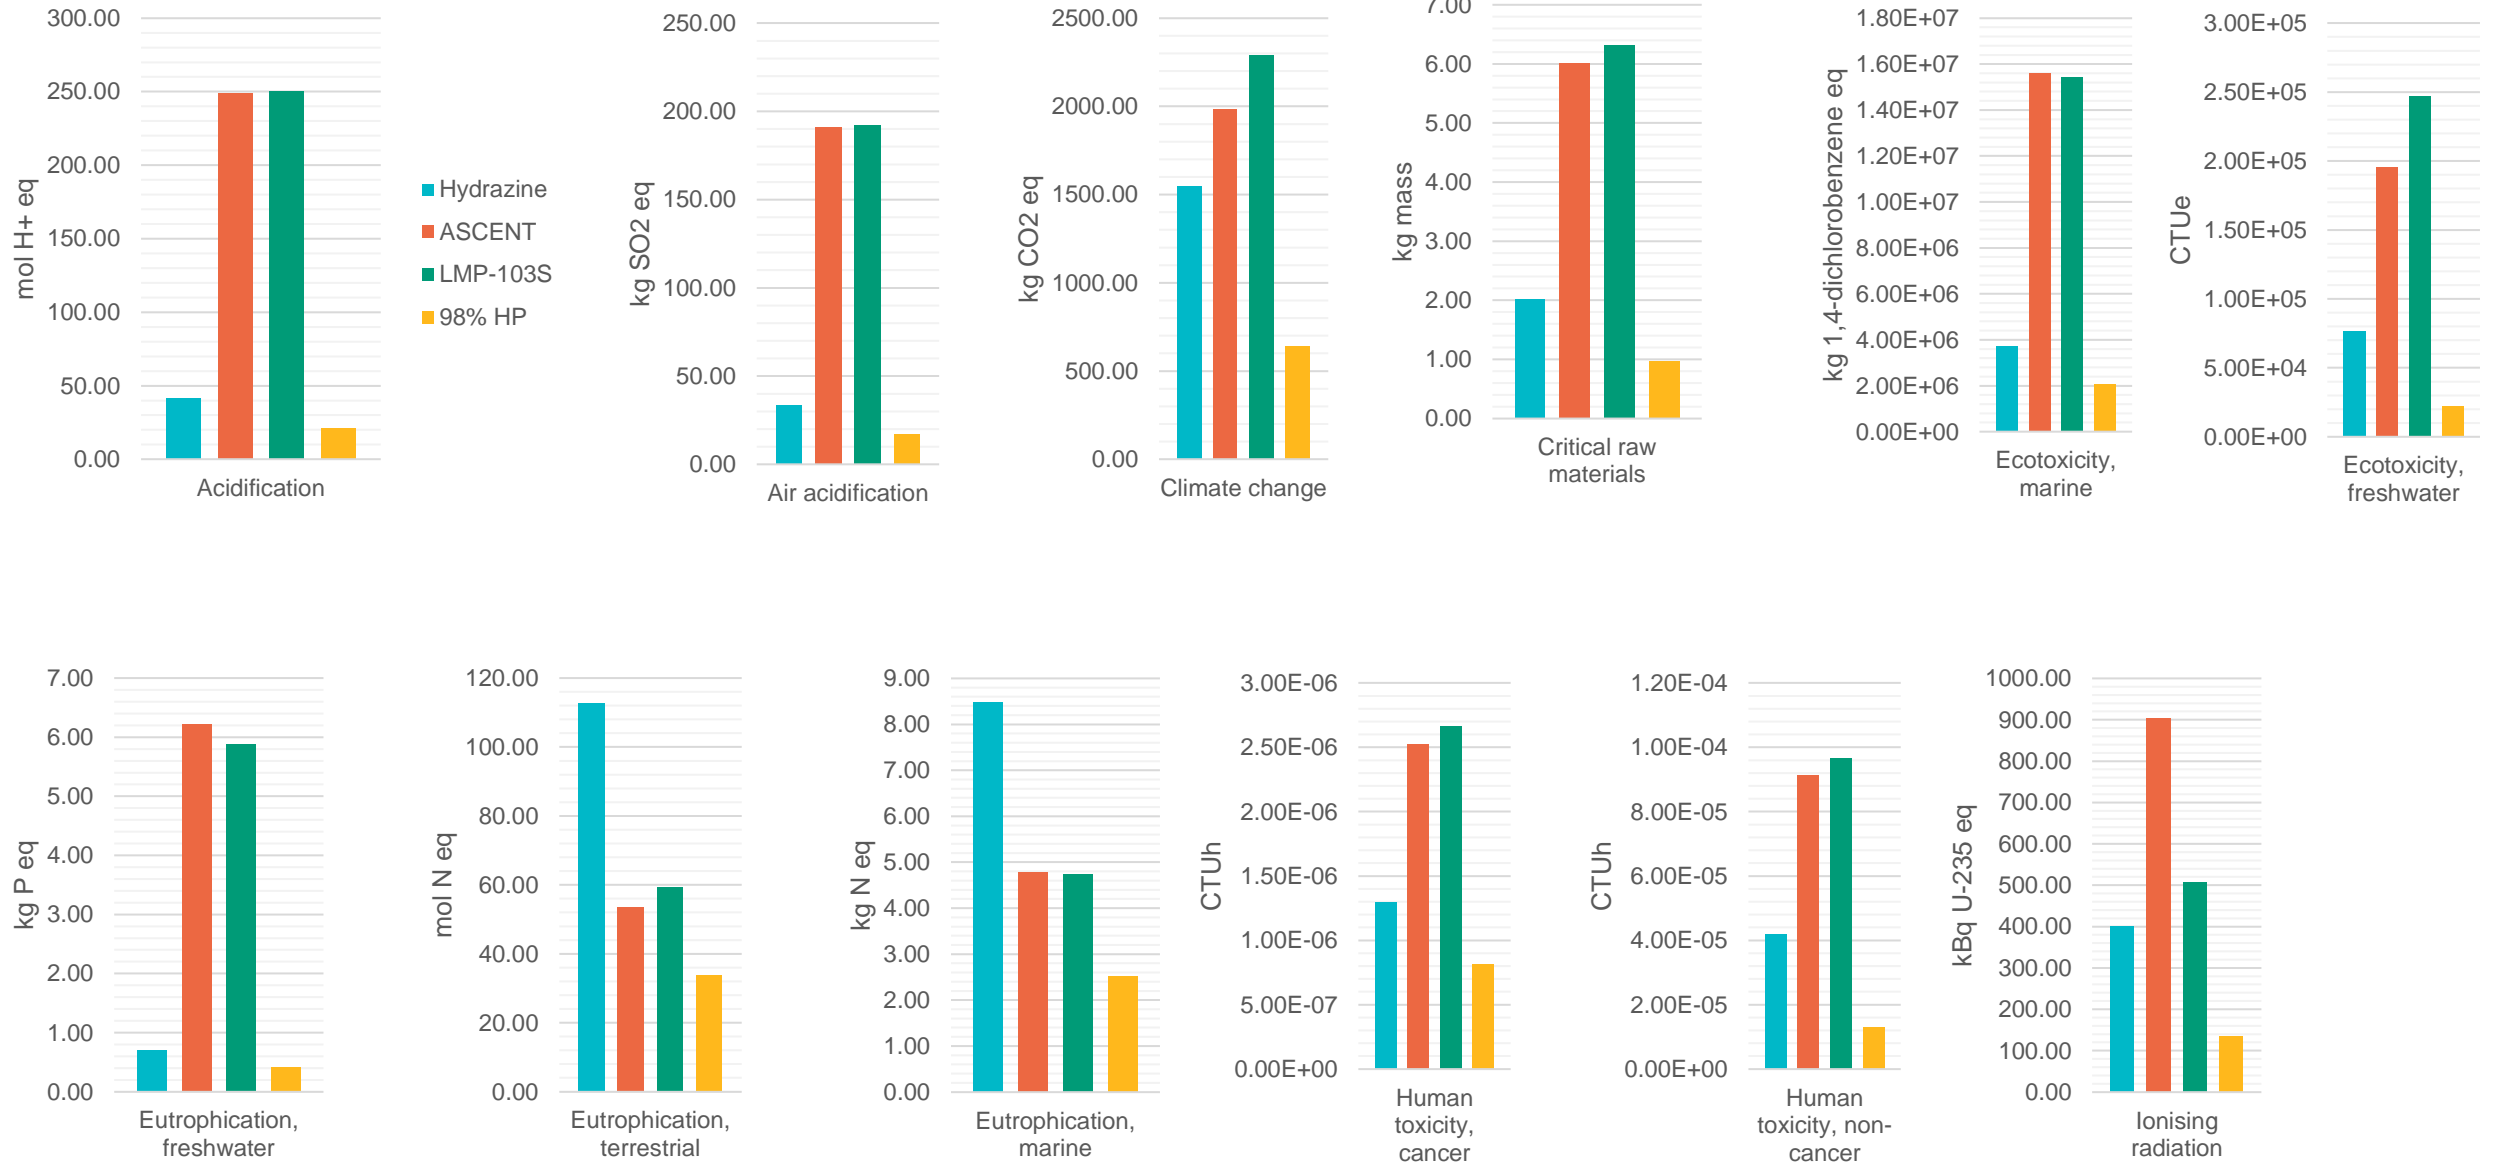 300.00
250.00
200.00
150.00
100.00
50.00
0.00
mol H+ eq
Acidification
Hydrazine
ASCENT
LMP-103S
98% HP
250.00
200.00
150.00
100.00
50.00
0.00
kg SO2 eq
Air acidification
2500.00
2000.00
1500.00
1000.00
500.00
0.00
kg CO2 eq
Climate change
7.00
6.00
5.00
4.00
3.00
2.00
1.00
0.00
kg mass
Critical raw
materials
1.80E+07
1.60E+07
1.40E+07
1.20E+07
1.00E+07
8.00E+06
6.00E+06
4.00E+06
2.00E+06
0.00E+00
kg 1,4-dichlorobenzene eq
Ecotoxicity,
marine
3.00E+05
2.50E+05
2.00E+05
1.50E+05
1.00E+05
5.00E+04
0.00E+00
CTUe
Ecotoxicity,
freshwater
7.00
6.00
5.00
4.00
3.00
2.00
1.00
0.00
kg P eq
Eutrophication,
freshwater
120.00
100.00
80.00
60.00
40.00
20.00
0.00
mol N eq
Eutrophication,
terrestrial
9.00
8.00
7.00
6.00
5.00
4.00
3.00
2.00
1.00
0.00
kg N eq
Eutrophication,
marine
3.00E-06
2.50E-06
2.00E-06
1.50E-06
1.00E-06
5.00E-07
0.00E+00
CTUh
Human
toxicity,
cancer
1.20E-04
1.00E-04
8.00E-05
6.00E-05
4.00E-05
2.00E-05
0.00E+00
CTUh
Human
toxicity, non-
cancer
1000.00
900.00
800.00
700.00
600.00
500.00
400.00
300.00
200.00
100.00
0.00
kBq U-235 eq
Ionising
radiation